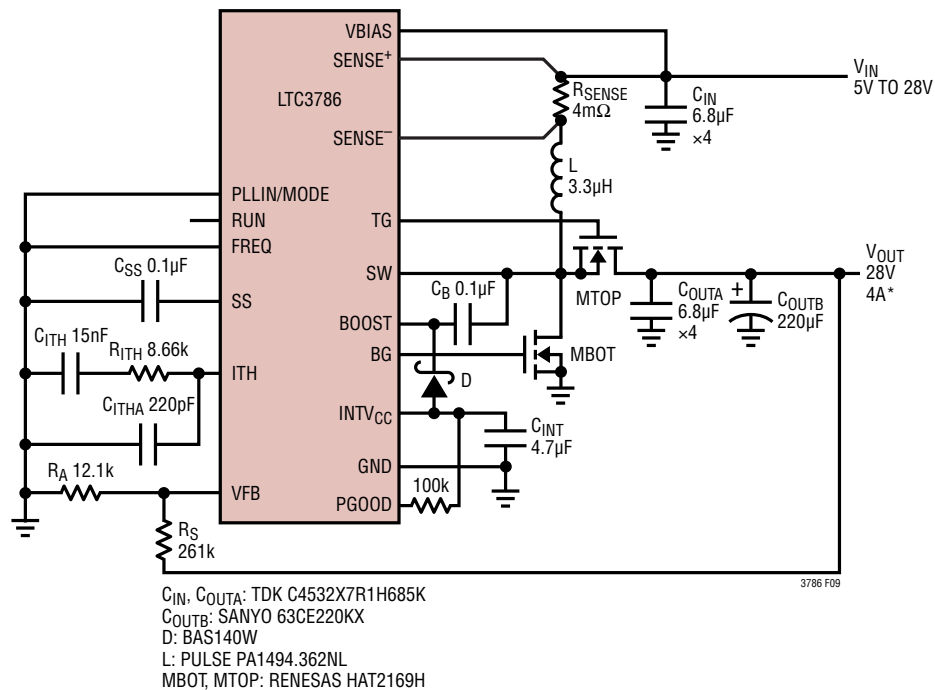 VBIAS
SENSE+
LTC3786
SENSE–
PLLIN/MODE
RUN
FREQ
SS
ITH
VFB
TG
SW
BOOST
BG
INTVCC
GND
PGOOD
VIN
5V TO 28V
RSENSE
4mΩ
CIN
6.8µF
×4
L
3.3µH
VOUT
28V
4A*
MTOP
COUTA
6.8µF
×4
+
COUTB
220µF
CB 0.1µF
MBOT
D
CINT
4.7µF
100k
CSS 0.1µF
CITH 15nF
RITH 8.66k
CITHA 220pF
RA 12.1k
RS
261k
3786 F09
CIN, COUTA: TDK C4532X7R1H685K
COUTB: SANYO 63CE220KX
D: BAS140W
L: PULSE PA1494.362NL
MBOT, MTOP: RENESAS HAT2169H